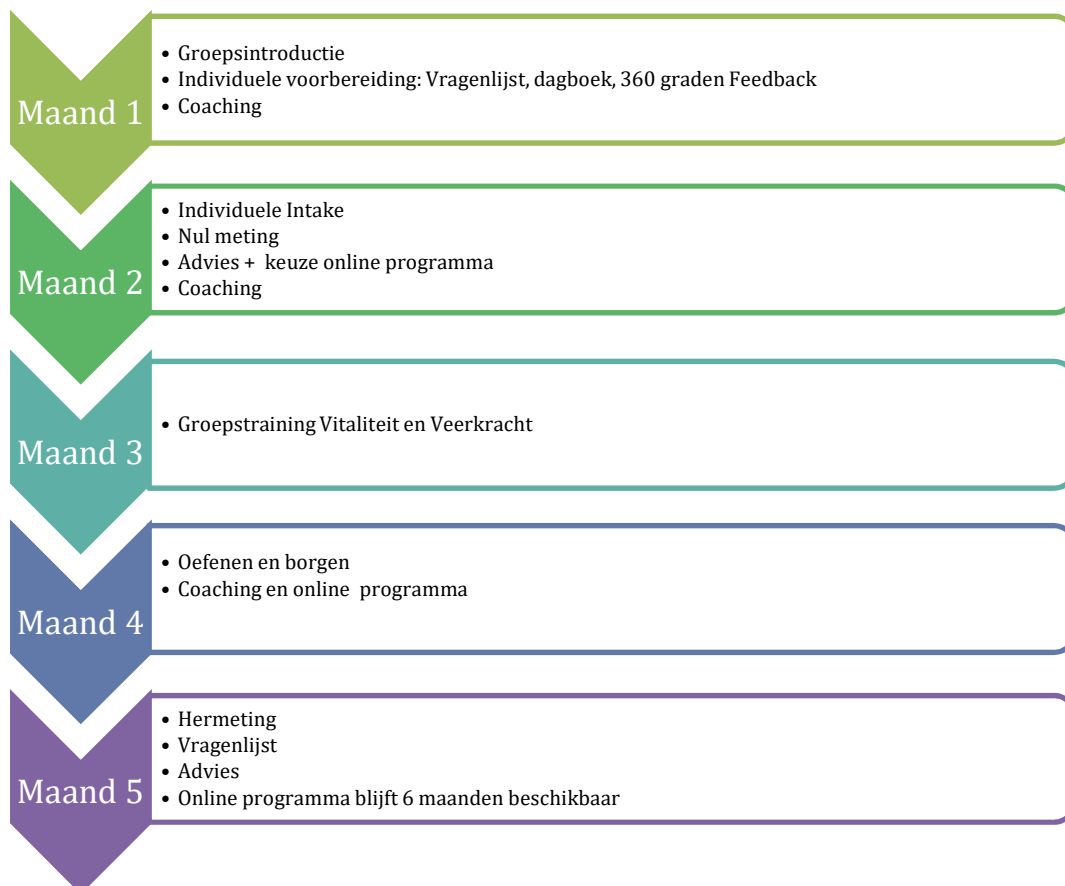 Maand 1
• Groepsintroductie
• Individuele voorbereiding: Vragenlijst, dagboek, 360 graden Feedback
• Coaching
Maand 2
• Individuele Intake
• Nul meting
• Advies + keuze online programma
• Coaching
Maand 3
• Groepstraining Vitaliteit en Veerkracht
Maand 4
• Oefenen en borgen
• Coaching en online programma
Maand 5
• Hermeting
• Vragenlijst
• Advies
• Online programma blijft 6 maanden beschikbaar